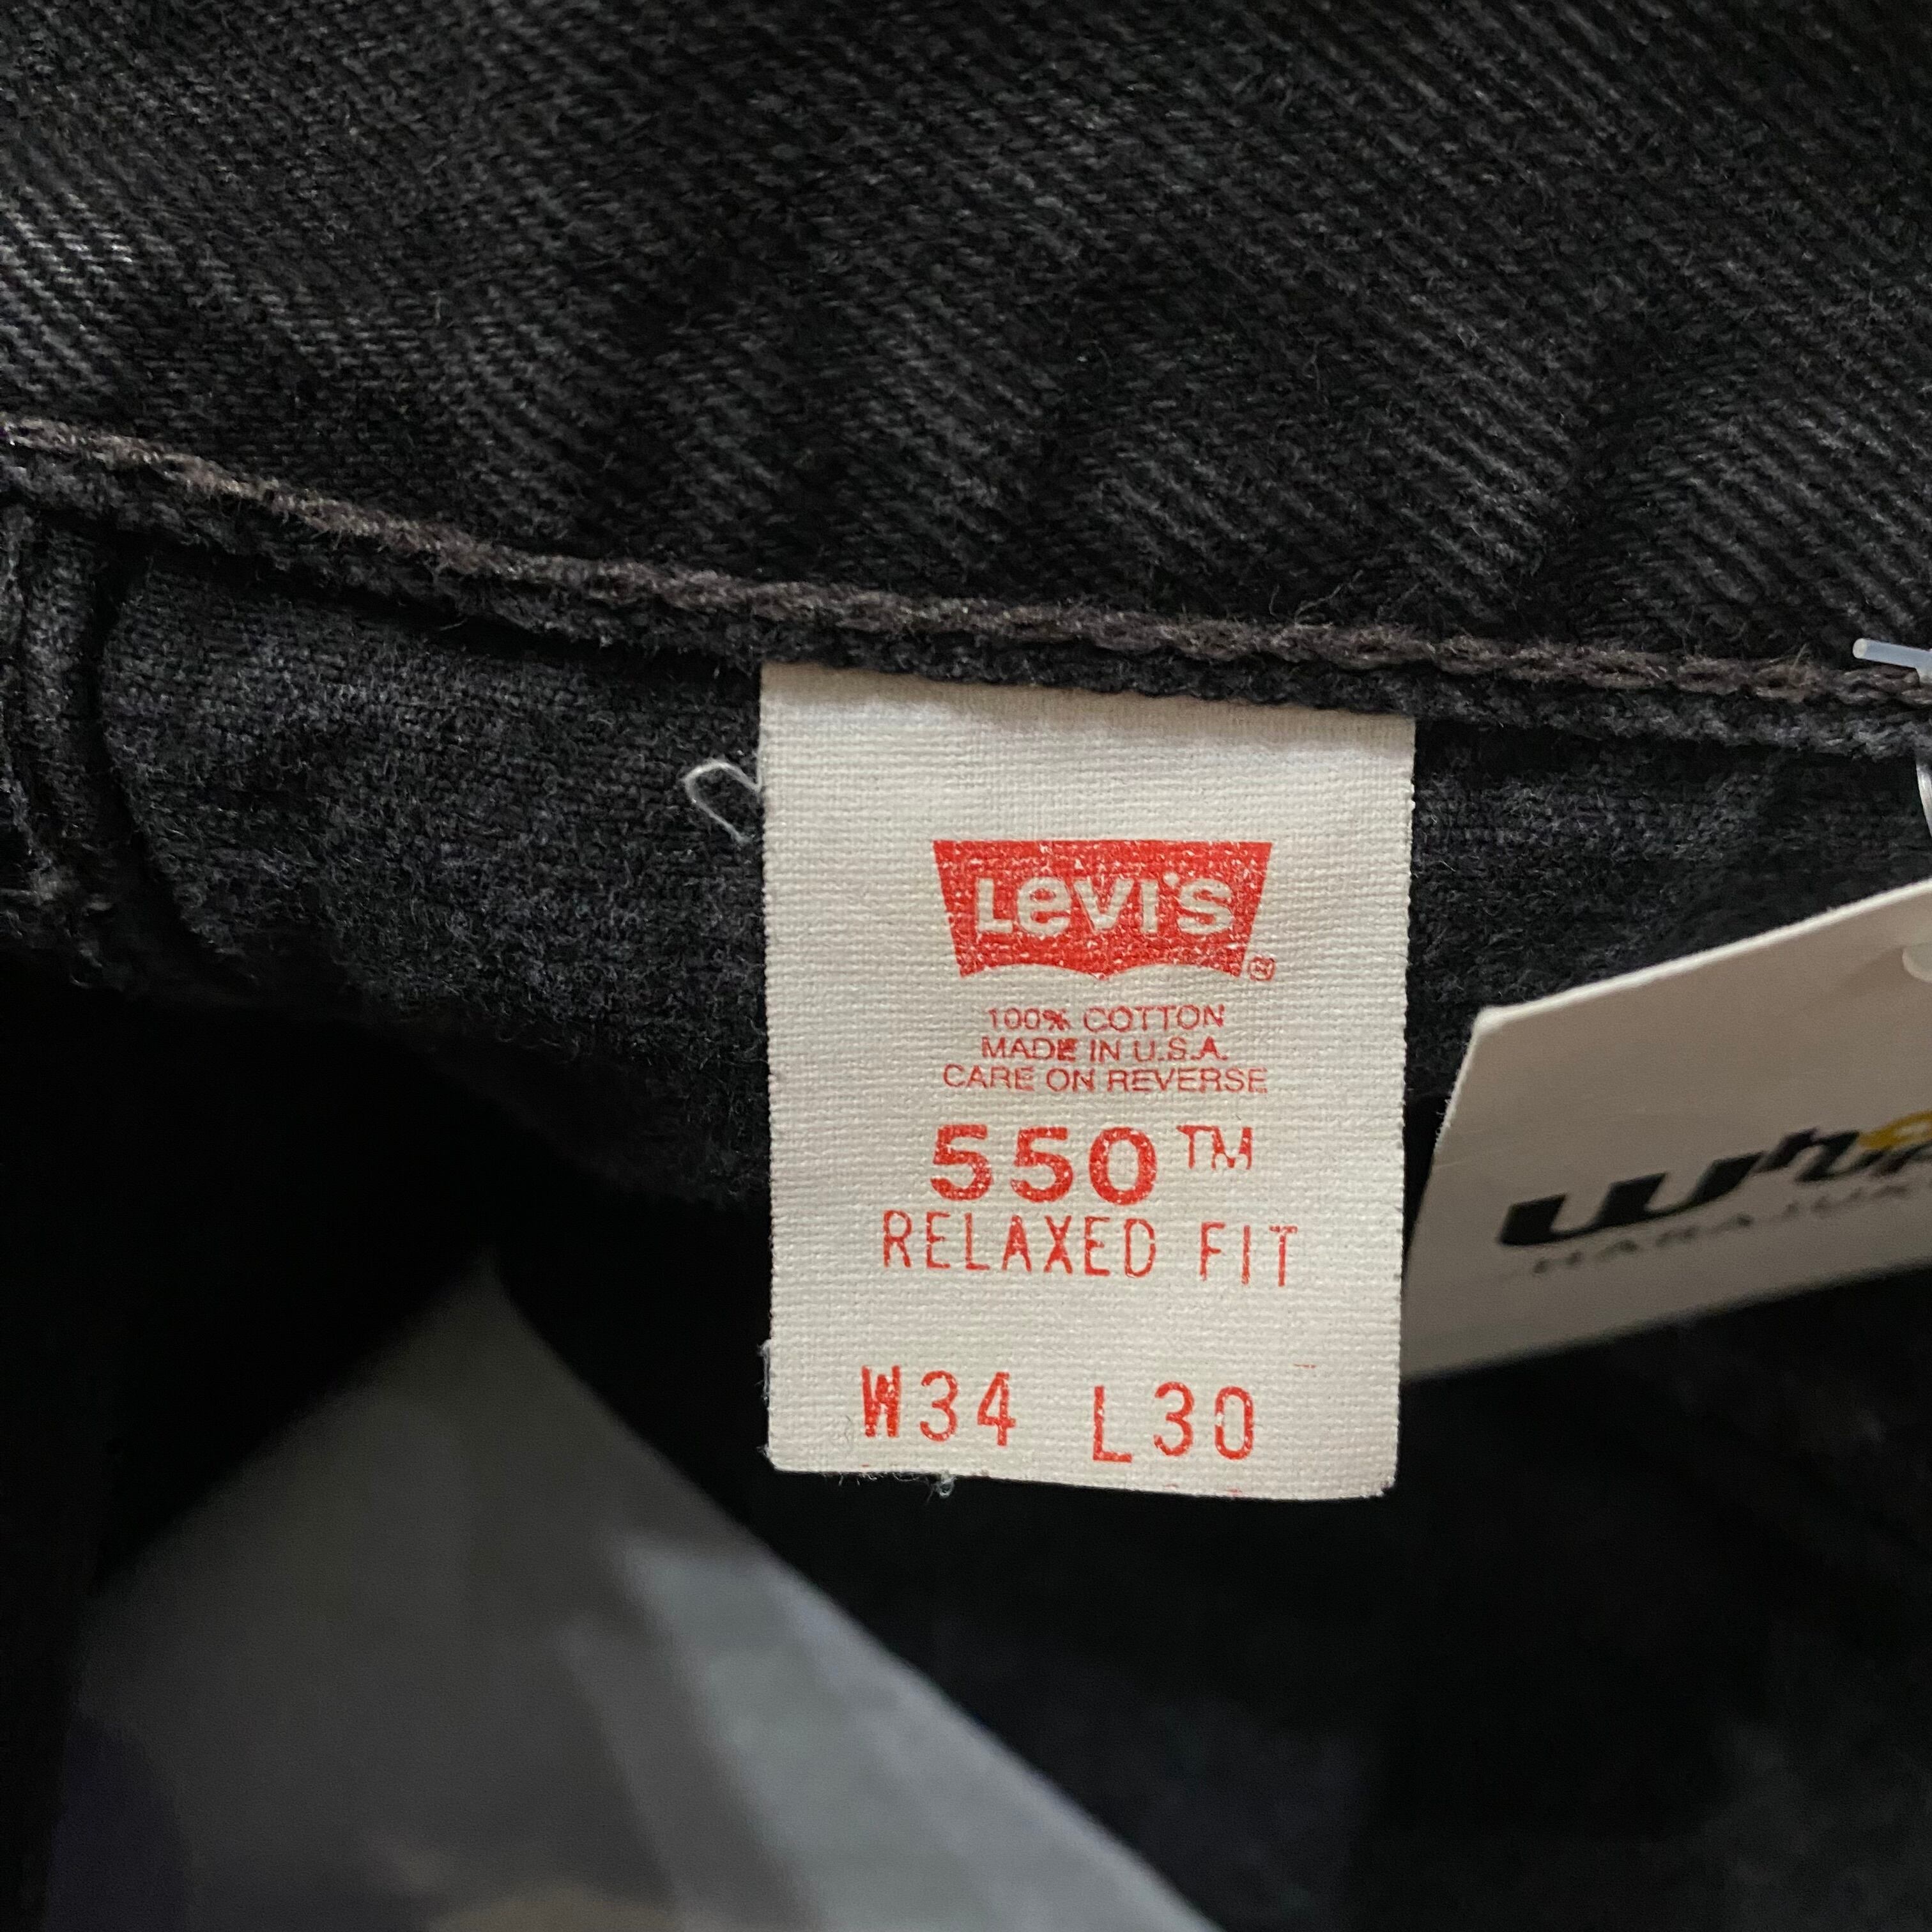 Levi's ®
100% COTTON
MADE IN U.S.A.
CARE ON REVERSE
550™
RELAXED FIT
W34 L30